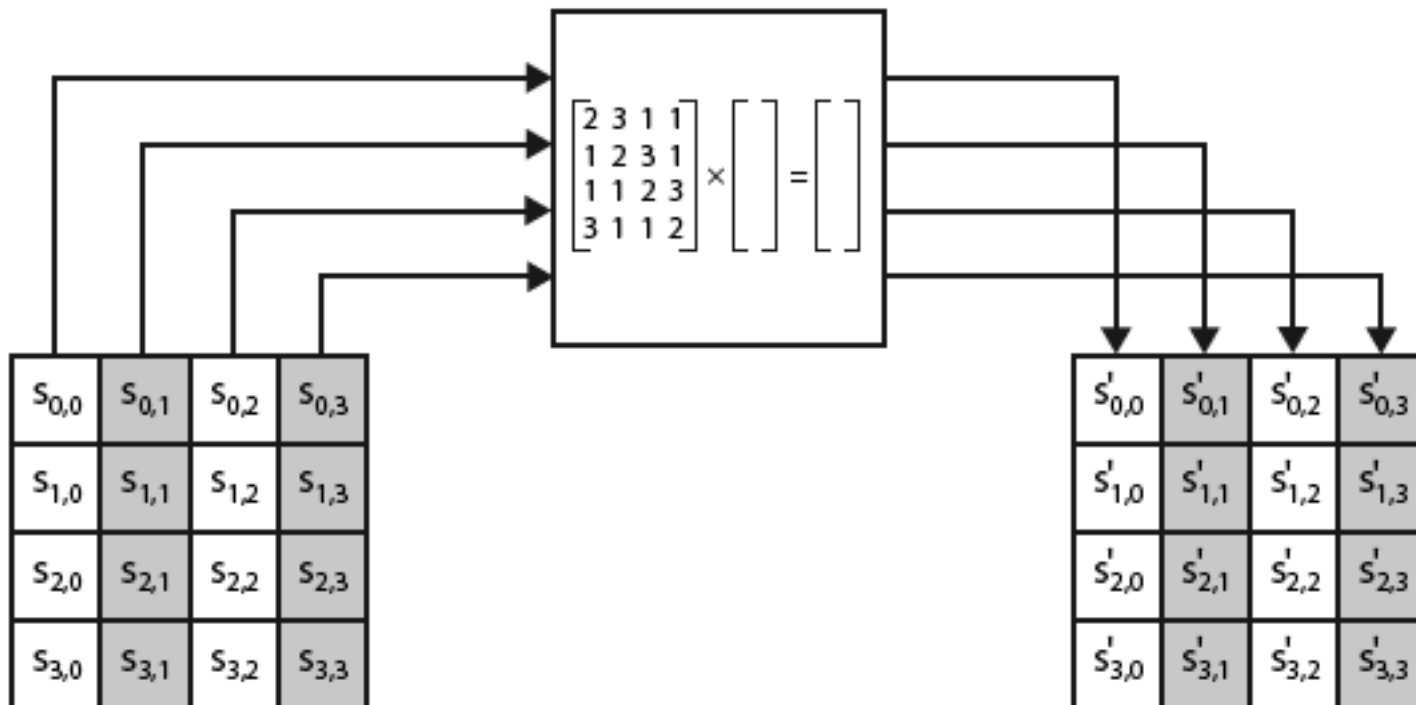 2 3 1 1
1 2 3 1
1 1 2 3
3 1 1 2
× =
S0,0 S0,1 S0,2 S0,3
S1,0 S1,1 S1,2 S1,3
S2,0 S2,1 S2,2 S2,3
S3,0 S3,1 S3,2 S3,3
S'0,0 S'0,1 S'0,2 S'0,3
S'1,0 S'1,1 S'1,2 S'1,3
S'2,0 S'2,1 S'2,2 S'2,3
S'3,0 S'3,1 S'3,2 S'3,3